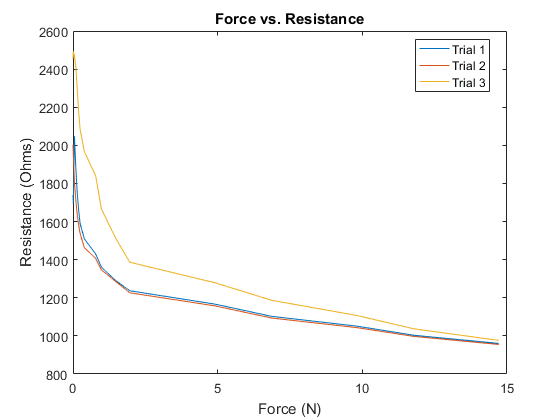 Force vs. Resistance
2600
2400
2200
2000
1800
1600
1400
1200
1000
800
Resistance (Ohms)
Trial 1
Trial 2
Trial 3
0
5
10
15
Force (N)